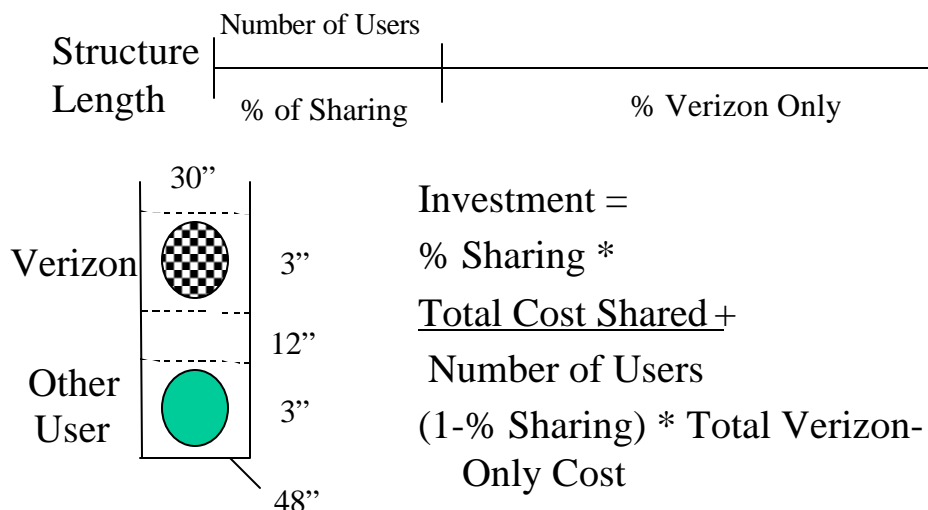 Number of Users
Structure
Length
% of Sharing
% Verizon Only
30”
Verizon
3”
12”
Other
User
3”
48”
Investment =
% Sharing *
Total Cost Shared +
Number of Users
(1-% Sharing) * Total Verizon-
Only Cost